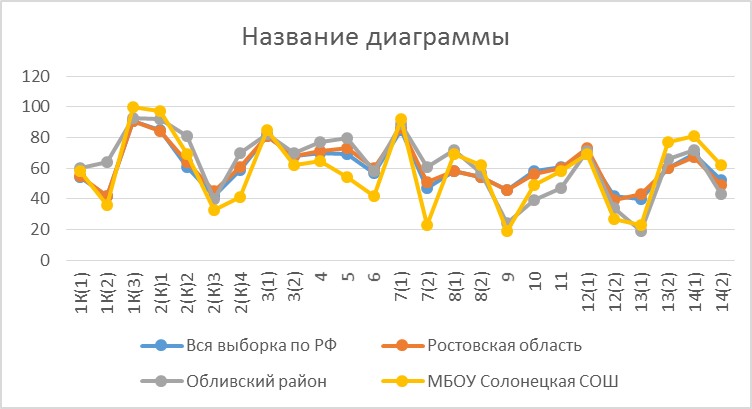 Название диаграммы
120
100
80
60
40
20
0
1К(1) 1К(2) 1К(3) 2(К)1 2(К)2 2(К)3 2(К)4 3(1) 3(2) 4 5 6 7(1) 7(2) 8(1) 8(2) 9 10 11 12(1) 12(2) 13(1) 13(2) 14(1) 14(2)
Вся выборка по РФ Ростовская область
Обливский район МБОУ Солонецкая СОШ